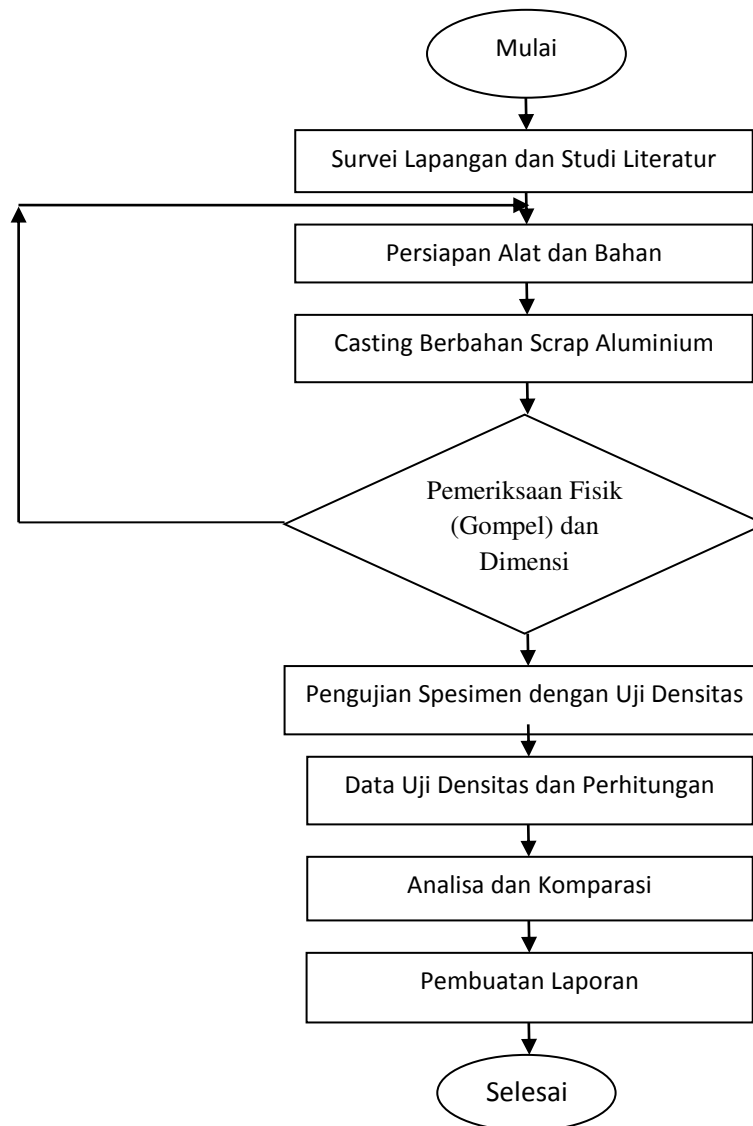 Mulai
Survei Lapangan dan Studi Literatur
Persiapan Alat dan Bahan
Casting Berbahan Scrap Aluminium
Pemeriksaan Fisik
(Gompel) dan
Dimensi
Pengujian Spesimen dengan Uji Densitas
Data Uji Densitas dan Perhitungan
Analisa dan Komparasi
Pembuatan Laporan
Selesai